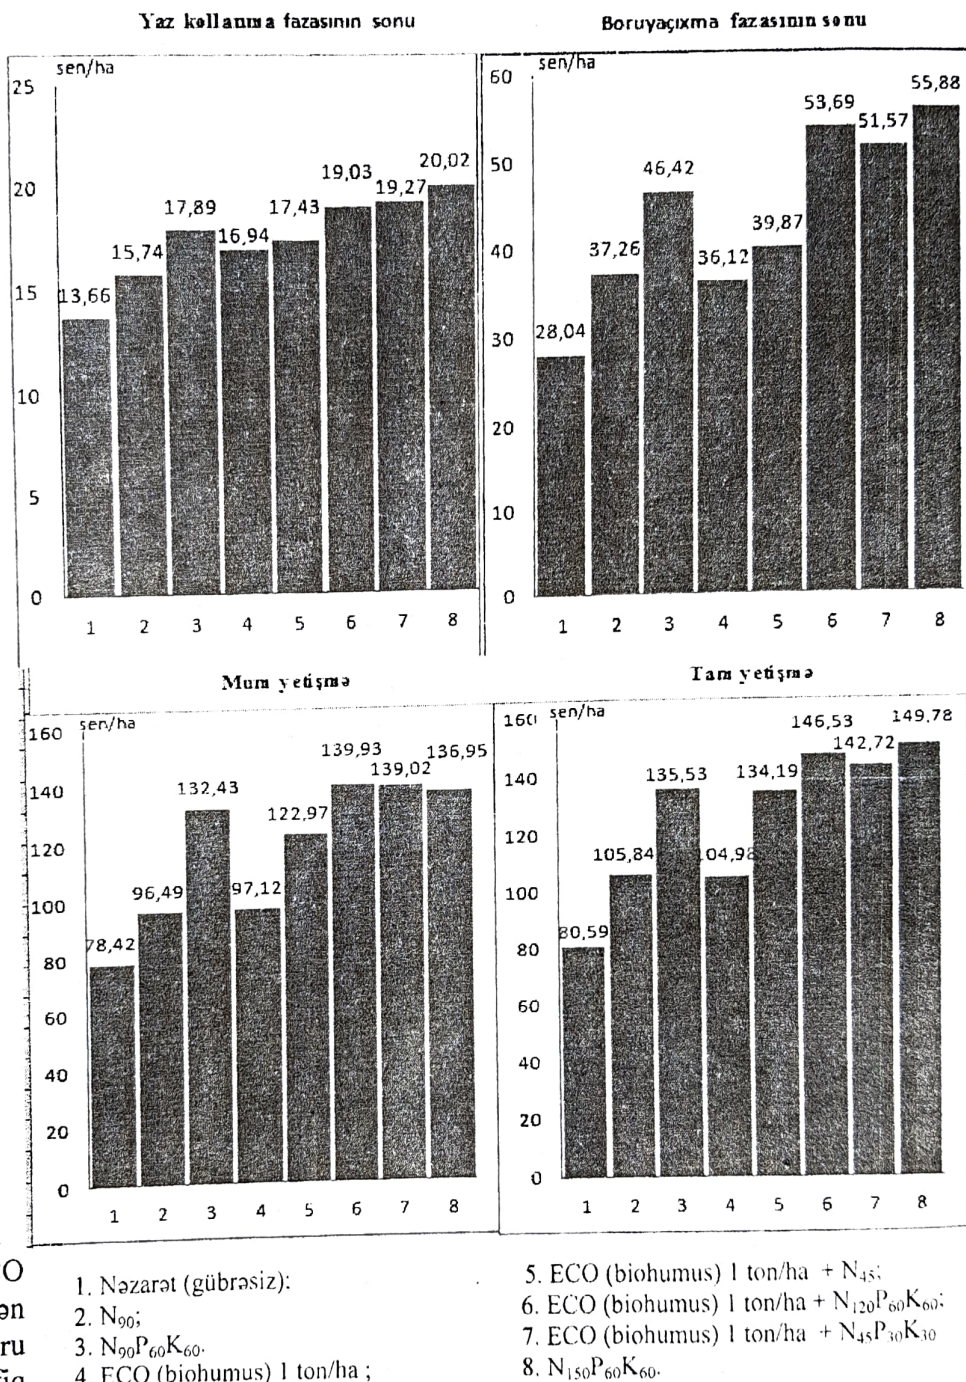 Yaz kollanma fazasının sonu
sen/ha
25
20
15
10
5
0
13,66
15,74
17,89
16,94
17,43
19,03
19,27
20,02
1 2 3 4 5 6 7 8
Boruyaçıxma fazasının sonu
sen/ha
60
50
40
30
20
10
0
28,04
37,26
46,42
36,12
39,87
53,69
51,57
55,88
1 2 3 4 5 6 7 8
Mum yetişmə
sen/ha
160
140
120
100
80
60
40
20
0
78,42
96,49
132,43
97,12
122,97
139,93
139,02
136,95
1 2 3 4 5 6 7 8
Tam yetişmə
sen/ha
160
140
120
100
80
60
40
20
0
80,59
105,84
135,53
104,98
134,19
146,53
142,72
149,78
1 2 3 4 5 6 7 8
O
ən
ru
1. Nəzarət (gübrəsiz):
2. N₉₀;
3. N₉₀P₆₀K₆₀.
4. ECO (biohumus) 1 ton/ha ;
5. ECO (biohumus) 1 ton/ha + N₄₅;
6. ECO (biohumus) 1 ton/ha + N₁₂₀P₆₀K₆₀;
7. ECO (biohumus) 1 ton/ha + N₄₅P₃₀K₃₀
8. N₁₅₀P₆₀K₆₀.